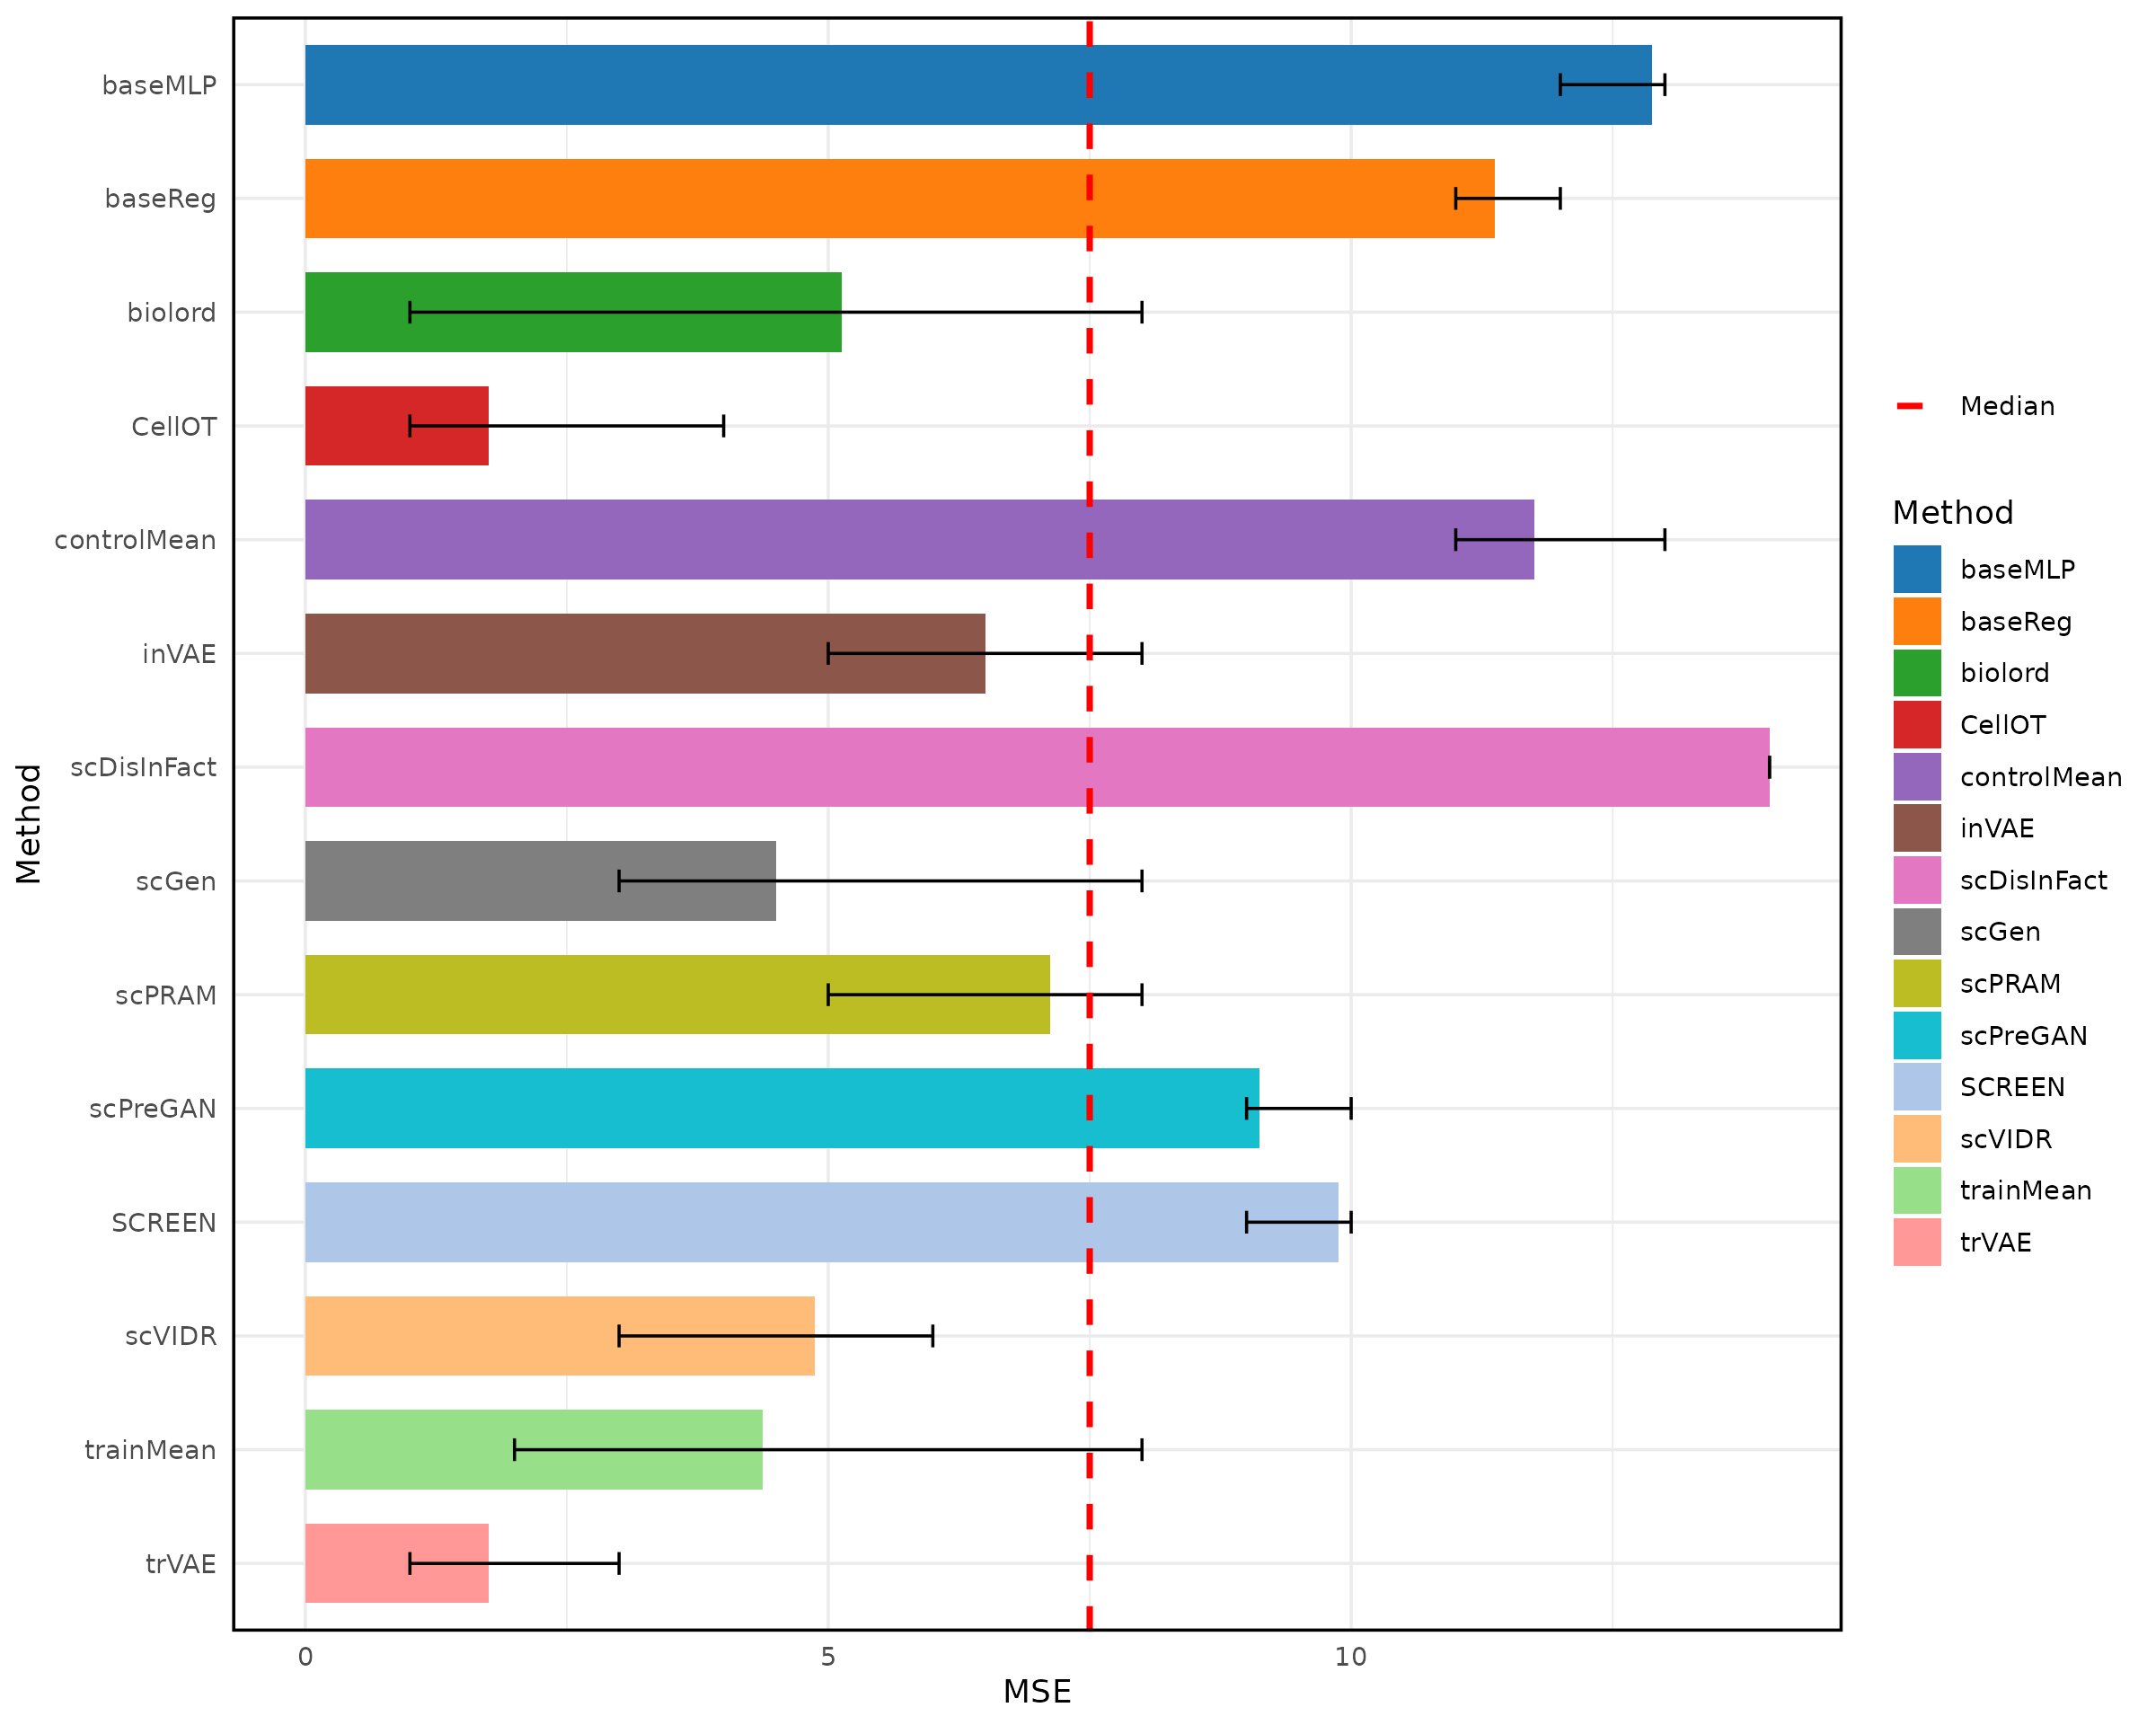 baseMLP
baseReg
biolord
CellOT
controlMean
inVAE
scDisInFact
scGen
scPRAM
scPreGAN
SCREEN
scVIDR
trainMean
trVAE
Method
0 5 10
MSE
Median
Method
baseMLP
baseReg
biolord
CellOT
controlMean
inVAE
scDisInFact
scGen
scPRAM
scPreGAN
SCREEN
scVIDR
trainMean
trVAE